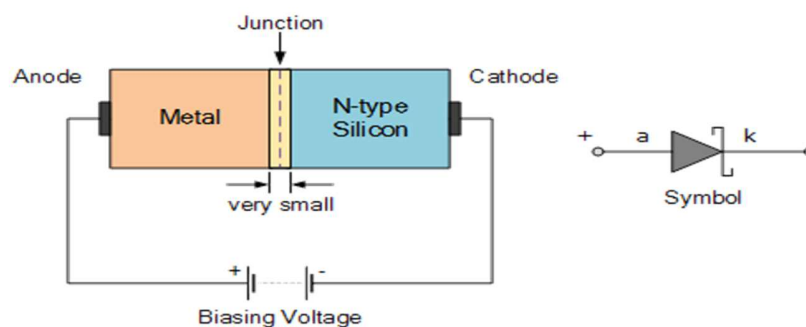 Junction
Anode
Cathode
Metal
N-type
Silicon
very small
+ -
Biasing Voltage
+ a k
Symbol